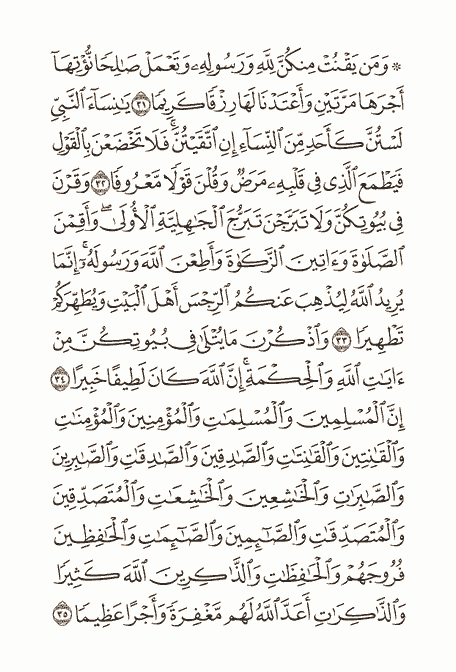 ۞ وَمَن يَقْنُتْ مِنكُنَّ لِلَّهِ وَرَسُولِهِۦ وَتَعْمَلْ صَـٰلِحًا نُّؤْتِهَآ
أَجْرَهَا مَرَّتَيْنِ وَأَعْتَدْنَا لَهَا رِزْقًا كَرِيمًا ٣١ يَـٰنِسَآءَ ٱلنَّبِىِّ
لَسْتُنَّ كَأَحَدٍ مِّنَ ٱلنِّسَآءِ إِنِ ٱتَّقَيْتُنَّ ۚ فَلَا تَخْضَعْنَ بِٱلْقَوْلِ
فَيَطْمَعَ ٱلَّذِى فِى قَلْبِهِۦ مَرَضٌ وَقُلْنَ قَوْلًا مَّعْرُوفًا ٣٢ وَقَرْنَ
فِى بُيُوتِكُنَّ وَلَا تَبَرَّجْنَ تَبَرُّجَ ٱلْجَـٰهِلِيَّةِ ٱلْأُولَىٰ ۖ وَأَقِمْنَ
ٱلصَّلَوٰةَ وَءَاتِينَ ٱلزَّكَوٰةَ وَأَطِعْنَ ٱللَّهَ وَرَسُولَهُۥٓ ۚ إِنَّمَا
يُرِيدُ ٱللَّهُ لِيُذْهِبَ عَنكُمُ ٱلرِّجْسَ أَهْلَ ٱلْبَيْتِ وَيُطَهِّرَكُمْ
تَطْهِيرًا ٣٣ وَٱذْكُرْنَ مَا يُتْلَىٰ فِى بُيُوتِكُنَّ مِنْ
ءَايَـٰتِ ٱللَّهِ وَٱلْحِكْمَةِ ۚ إِنَّ ٱللَّهَ كَانَ لَطِيفًا خَبِيرًا ٣٤
إِنَّ ٱلْمُسْلِمِينَ وَٱلْمُسْلِمَـٰتِ وَٱلْمُؤْمِنِينَ وَٱلْمُؤْمِنَـٰتِ
وَٱلْقَـٰنِتِينَ وَٱلْقَـٰنِتَـٰتِ وَٱلصَّـٰدِقِينَ وَٱلصَّـٰدِقَـٰتِ وَٱلصَّـٰبِرِينَ
وَٱلصَّـٰبِرَٰتِ وَٱلْخَـٰشِعِينَ وَٱلْخَـٰشِعَـٰتِ وَٱلْمُتَصَدِّقِينَ
وَٱلْمُتَصَدِّقَـٰتِ وَٱلصَّـٰٓئِمِينَ وَٱلصَّـٰٓئِمَـٰتِ وَٱلْحَـٰفِظِينَ
فُرُوجَهُمْ وَٱلْحَـٰفِظَـٰتِ وَٱلذَّٰكِرِينَ ٱللَّهَ كَثِيرًا
وَٱلذَّٰكِرَٰتِ أَعَدَّ ٱللَّهُ لَهُم مَّغْفِرَةً وَأَجْرًا عَظِيمًا ٣٥